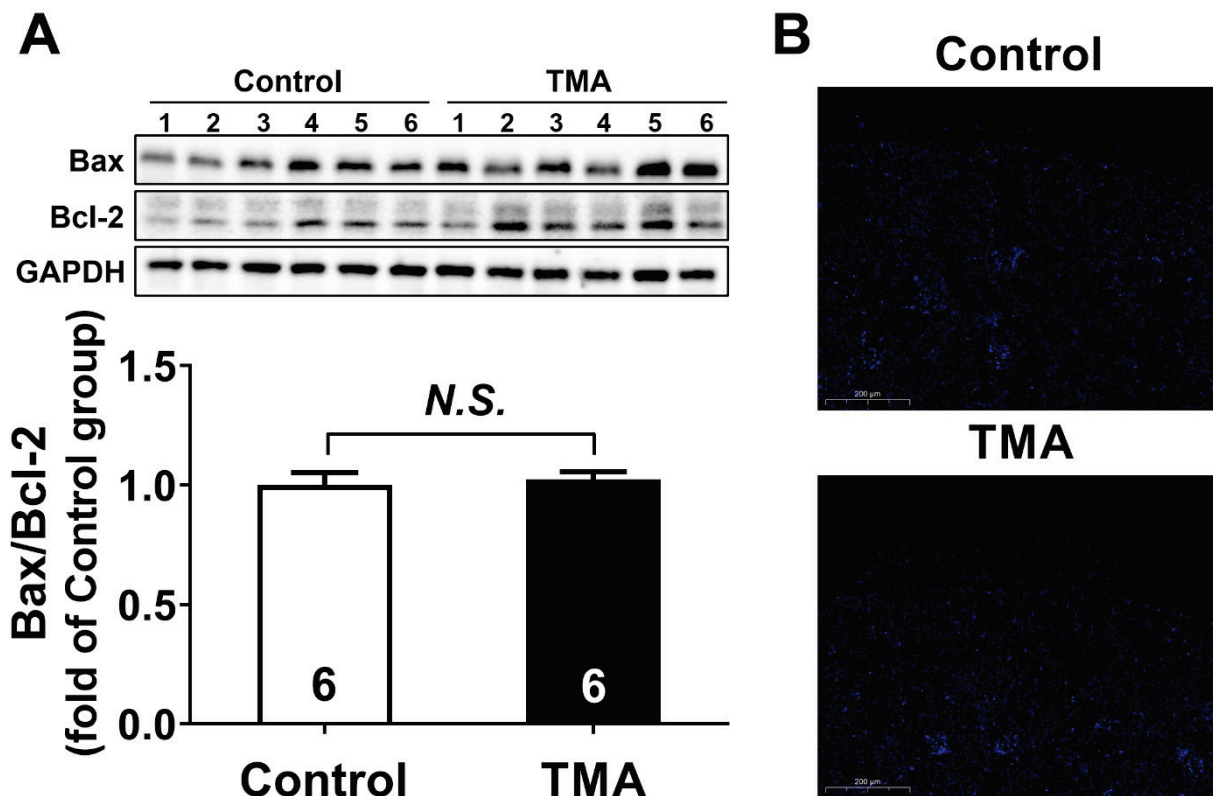 A
Control TMA
1 2 3 4 5 6 1 2 3 4 5 6
Bax
Bcl-2
GAPDH
Bax/Bcl-2
(fold of Control group)
1.5
1.0
0.5
0.0
N.S.
6 6
Control TMA
B
Control
200 µm
TMA
200 µm